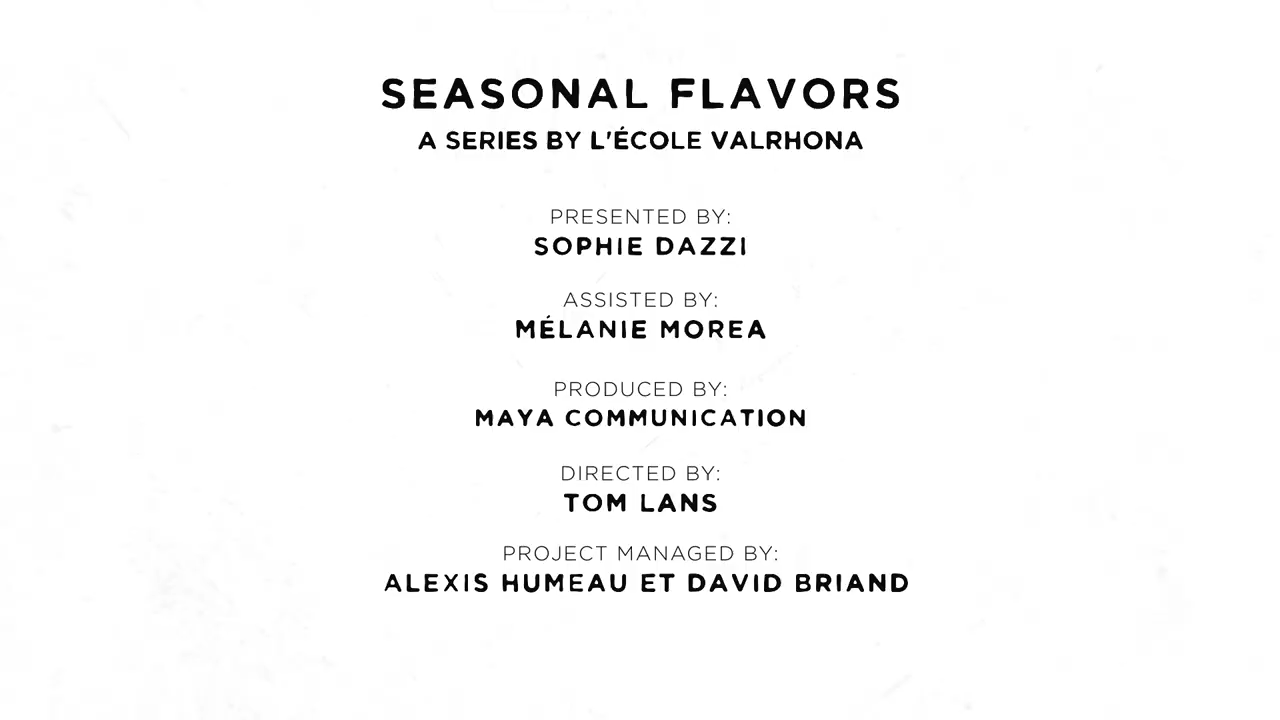 SEASONAL FLAVORS
A SERIES BY L'ÉCOLE VALRHONA
PRESENTED BY:
SOPHIE DAZZI
ASSISTED BY:
MÉLANIE MOREA
PRODUCED BY:
MAYA COMMUNICATION
DIRECTED BY:
TOM LANS
PROJECT MANAGED BY:
ALEXIS HUMEAU ET DAVID BRIAND